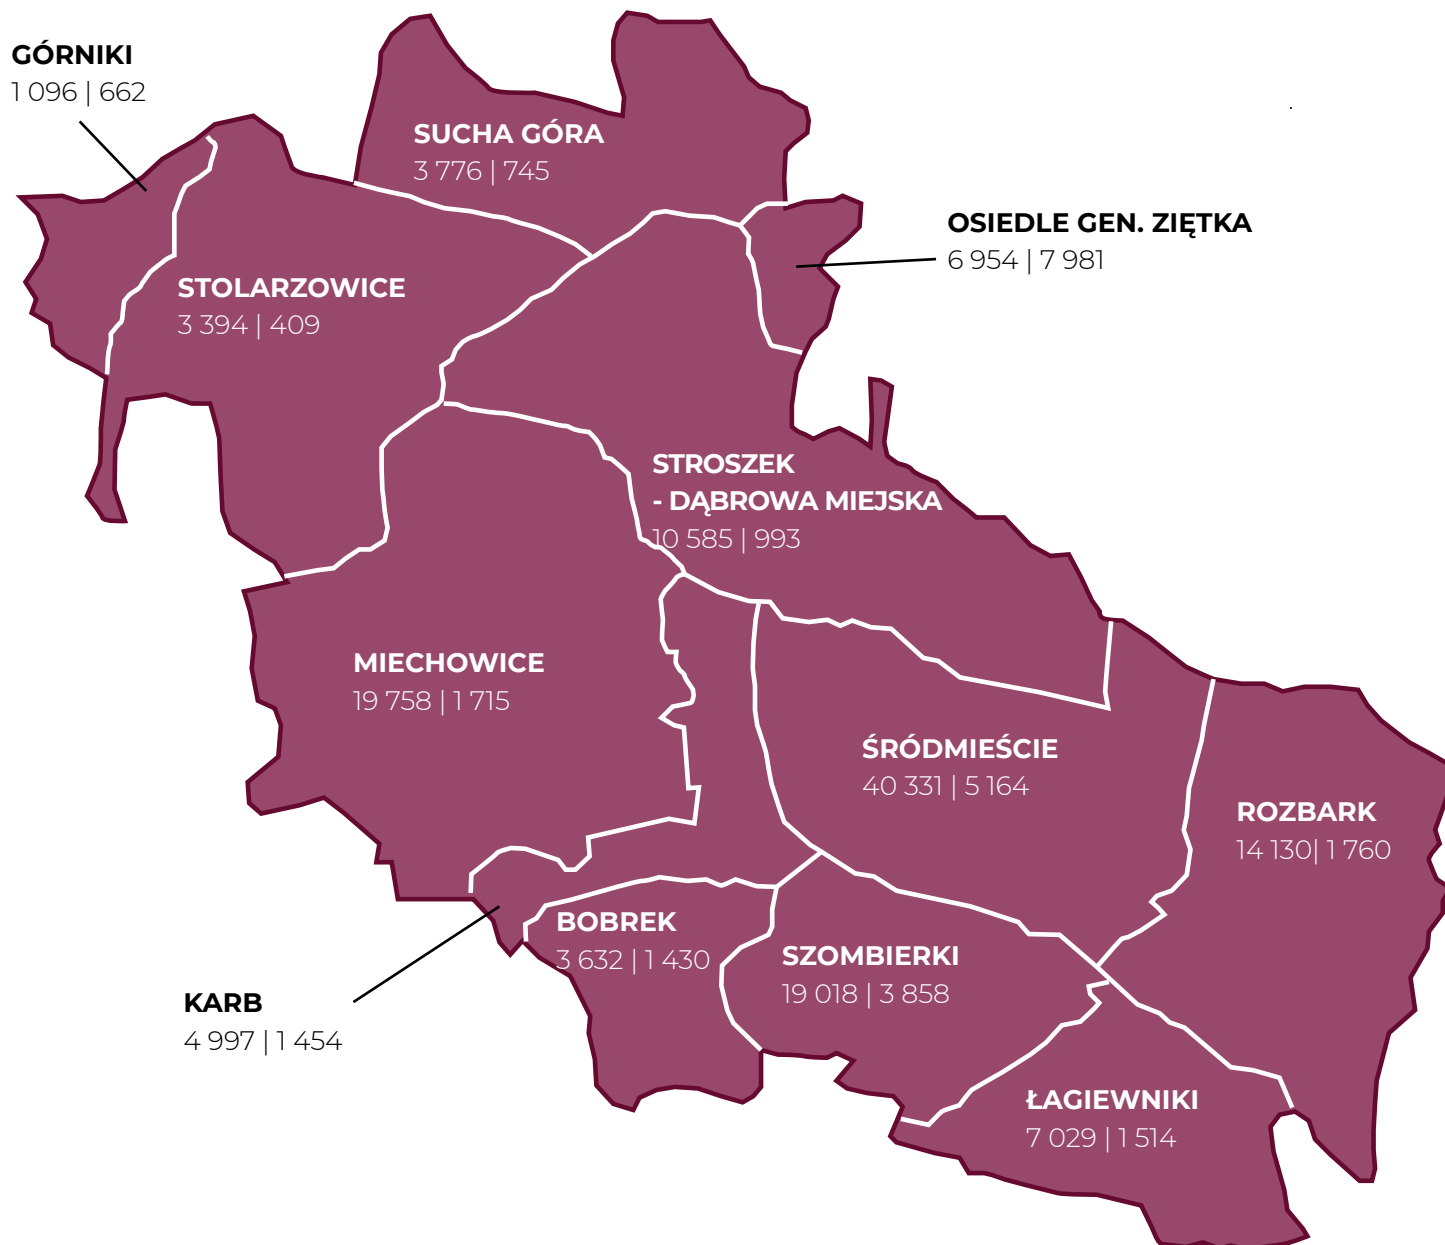 GÓRNIKI
1 096 | 662
SUCHA GÓRA
3 776 | 745
OSIEDLE GEN. ZIĘTKA
6 954 | 7 981
STOLARZOWICE
3 394 | 409
STROSZEK
- DĄBROWA MIEJSKA
10 585 | 993
MIECHOWICE
19 758 | 1 715
ŚRÓDMIEŚCIE
40 331 | 5 164
ROZBARK
14 130| 1 760
BOBREK
3 632 | 1 430
SZOMBIERKI
19 018 | 3 858
KARB
4 997 | 1 454
ŁAGIEWNIKI
7 029 | 1 514